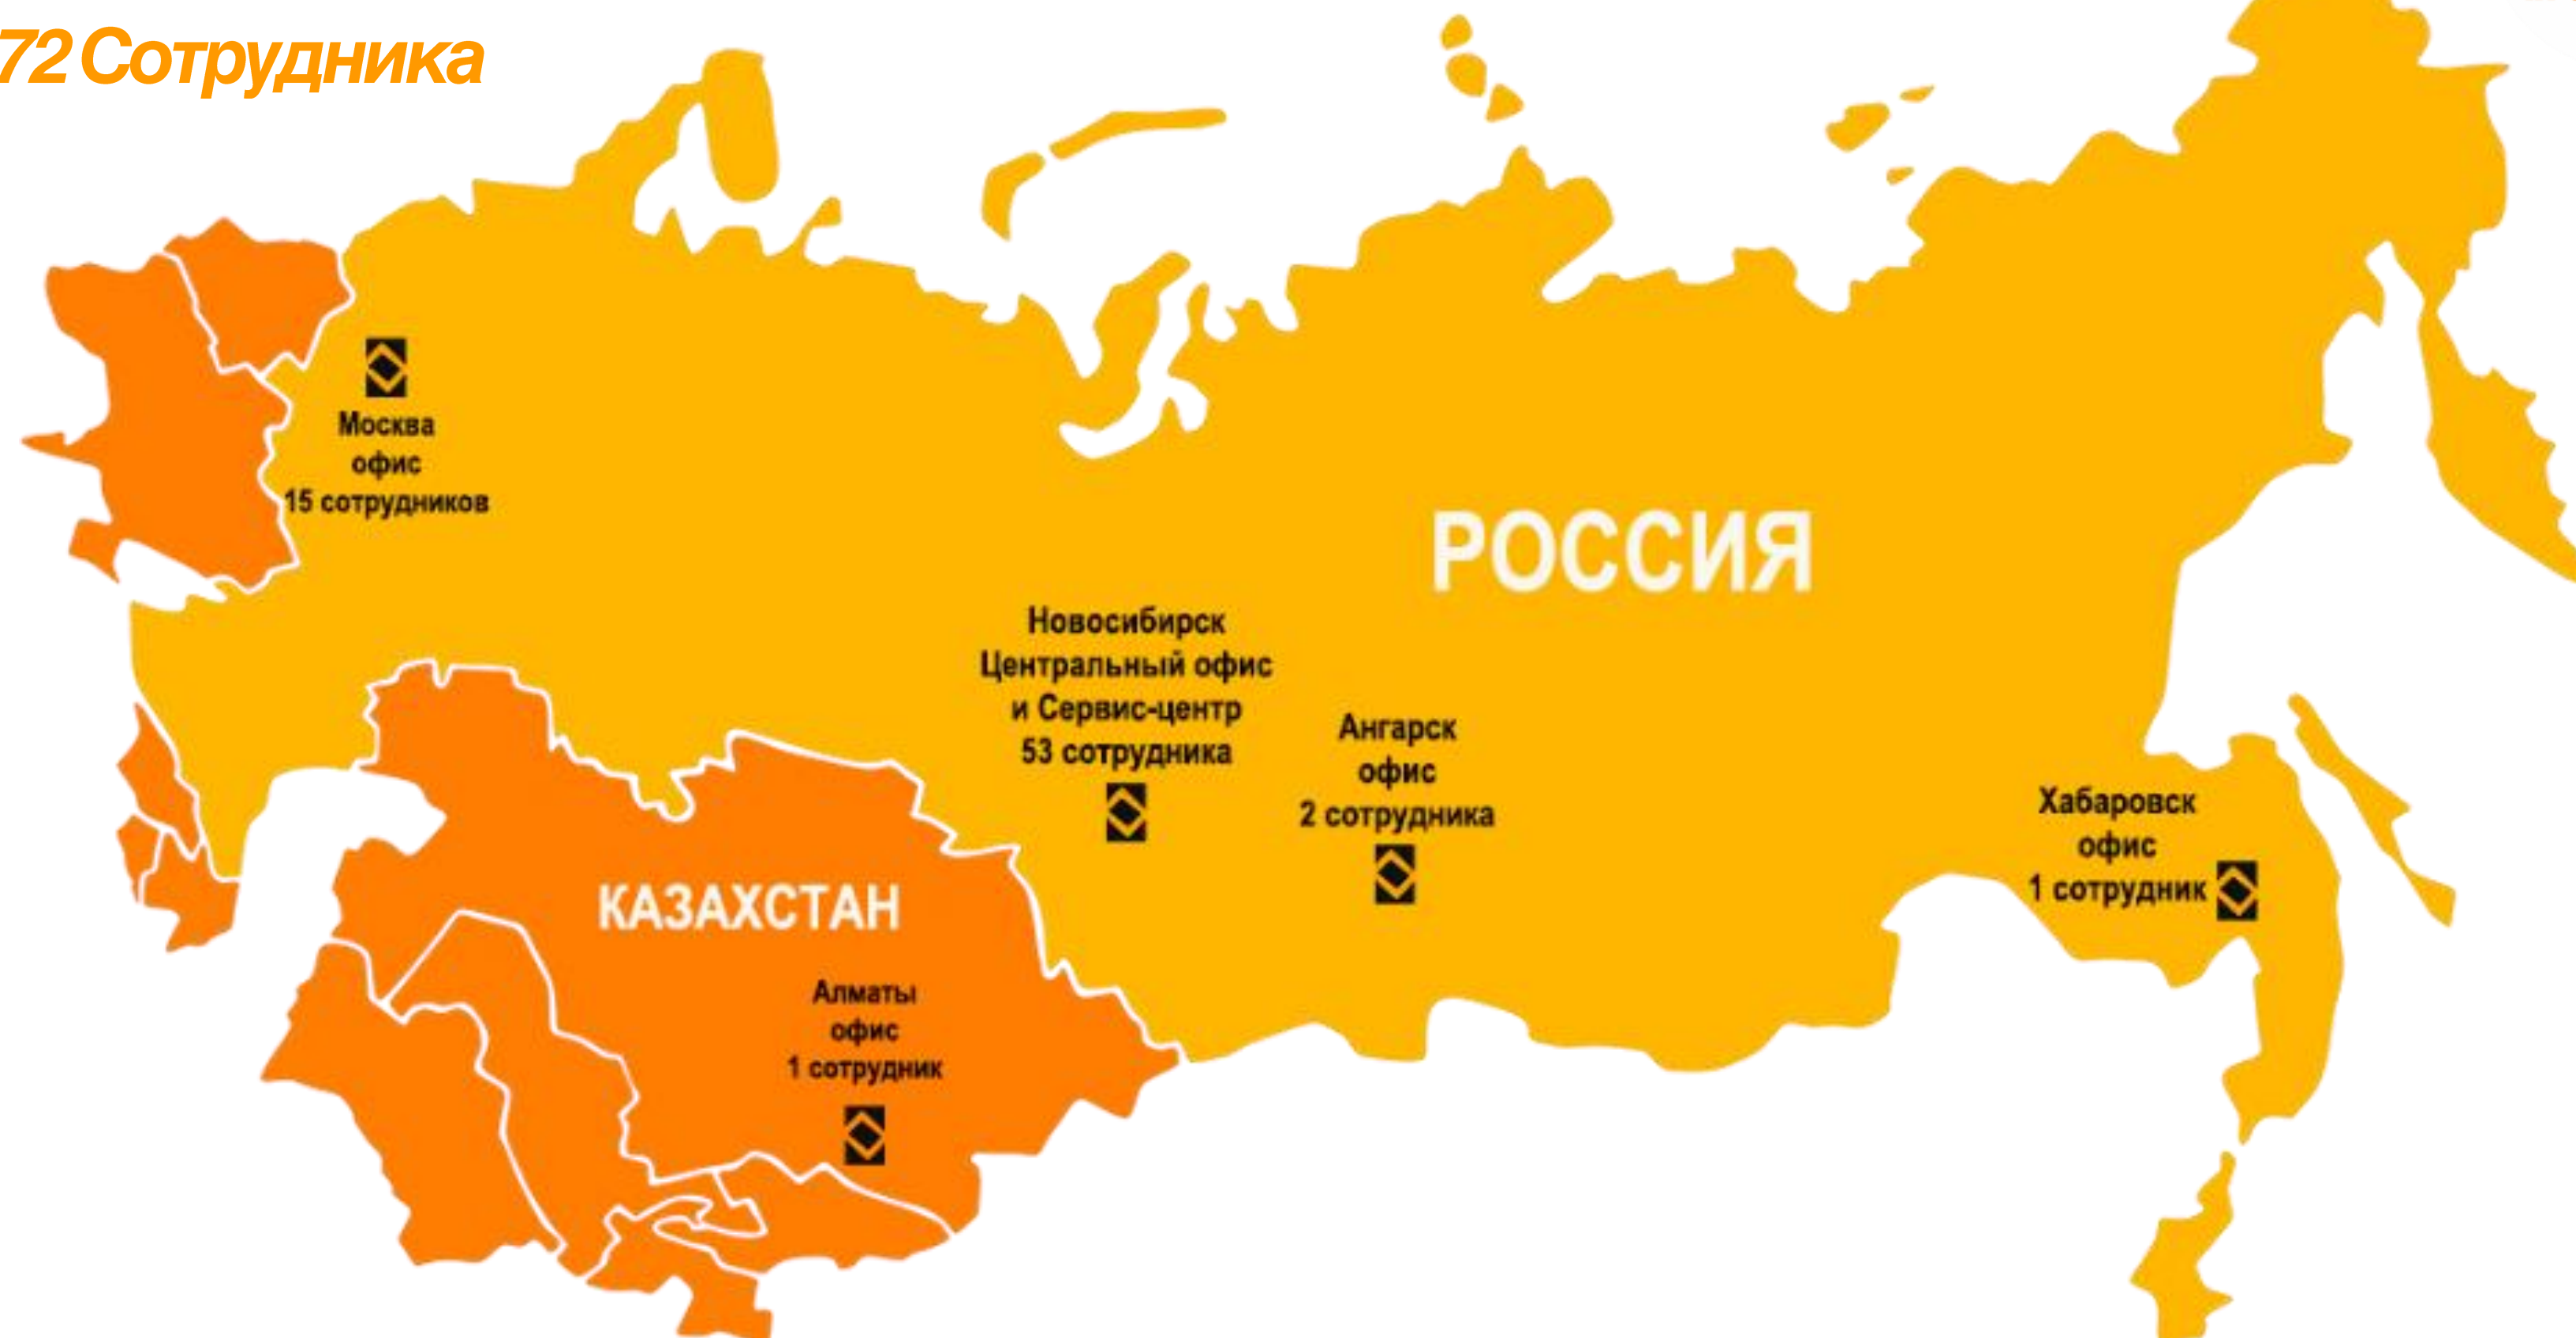 72 Сотрудника
Москва
офис
15 сотрудников
РОССИЯ
Новосибирск
Центральный офис
и Сервис-центр
53 сотрудника
Ангарск
офис
2 сотрудника
Хабаровск
офис
1 сотрудник
КАЗАХСТАН
Алматы
офис
1 сотрудник